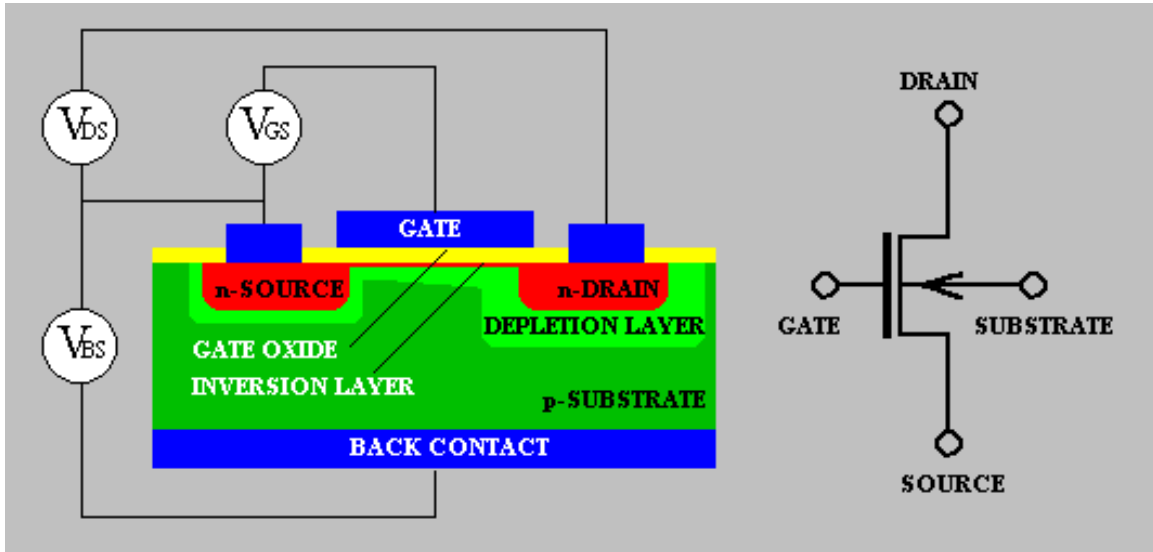 DRAIN
VDS
VGS
GATE
n-SOURCE
n-DRAIN
DEPLETION LAYER
GATE
SUBSTRATE
VBS
GATE OXIDE
INVERSION LAYER
p-SUBSTRATE
BACK CONTACT
SOURCE